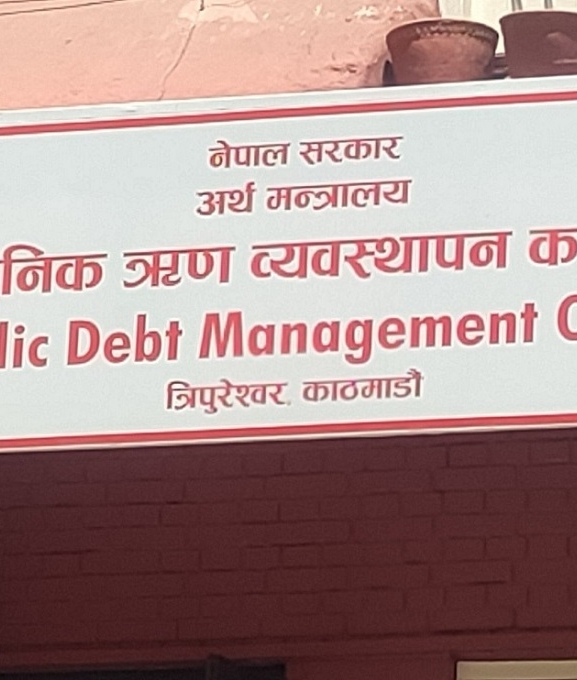 नेपाल सरकार
अर्थ मन्त्रालय
निक ऋण व्यवस्थापन क
lic Debt Management
त्रिपुरेश्वर, काठमाडौं